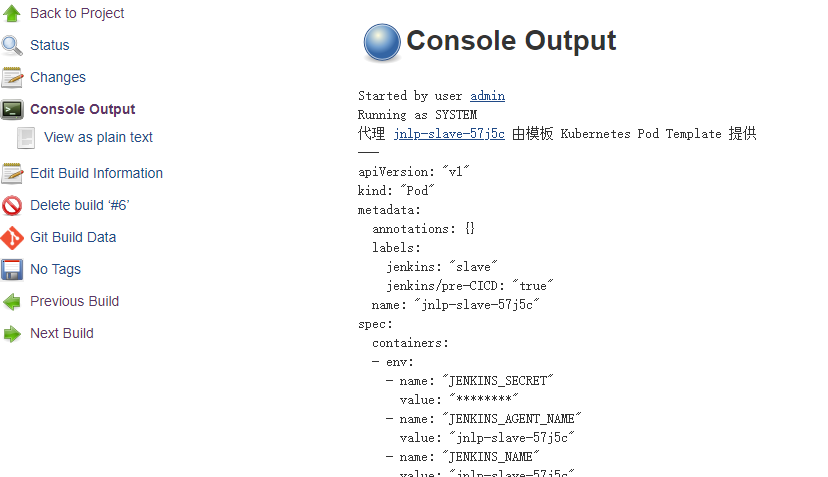 Back to Project
Status
Changes
Console Output
View as plain text
Edit Build Information
Delete build ‘#6’
Git Build Data
No Tags
Previous Build
Next Build
Console Output
Started by user admin
Running as SYSTEM
代理 jnlp-slave-57j5c 由模板 Kubernetes Pod Template 提供
---
apiVersion: "v1"
kind: "Pod"
metadata:
  annotations: {}
  labels:
    jenkins: "slave"
    jenkins/pre-CICD: "true"
  name: "jnlp-slave-57j5c"
spec:
  containers:
  - env:
    - name: "JENKINS_SECRET"
      value: "********"
    - name: "JENKINS_AGENT_NAME"
      value: "jnlp-slave-57j5c"
    - name: "JENKINS_NAME"
      value: "jnlp-slave-57j5c"